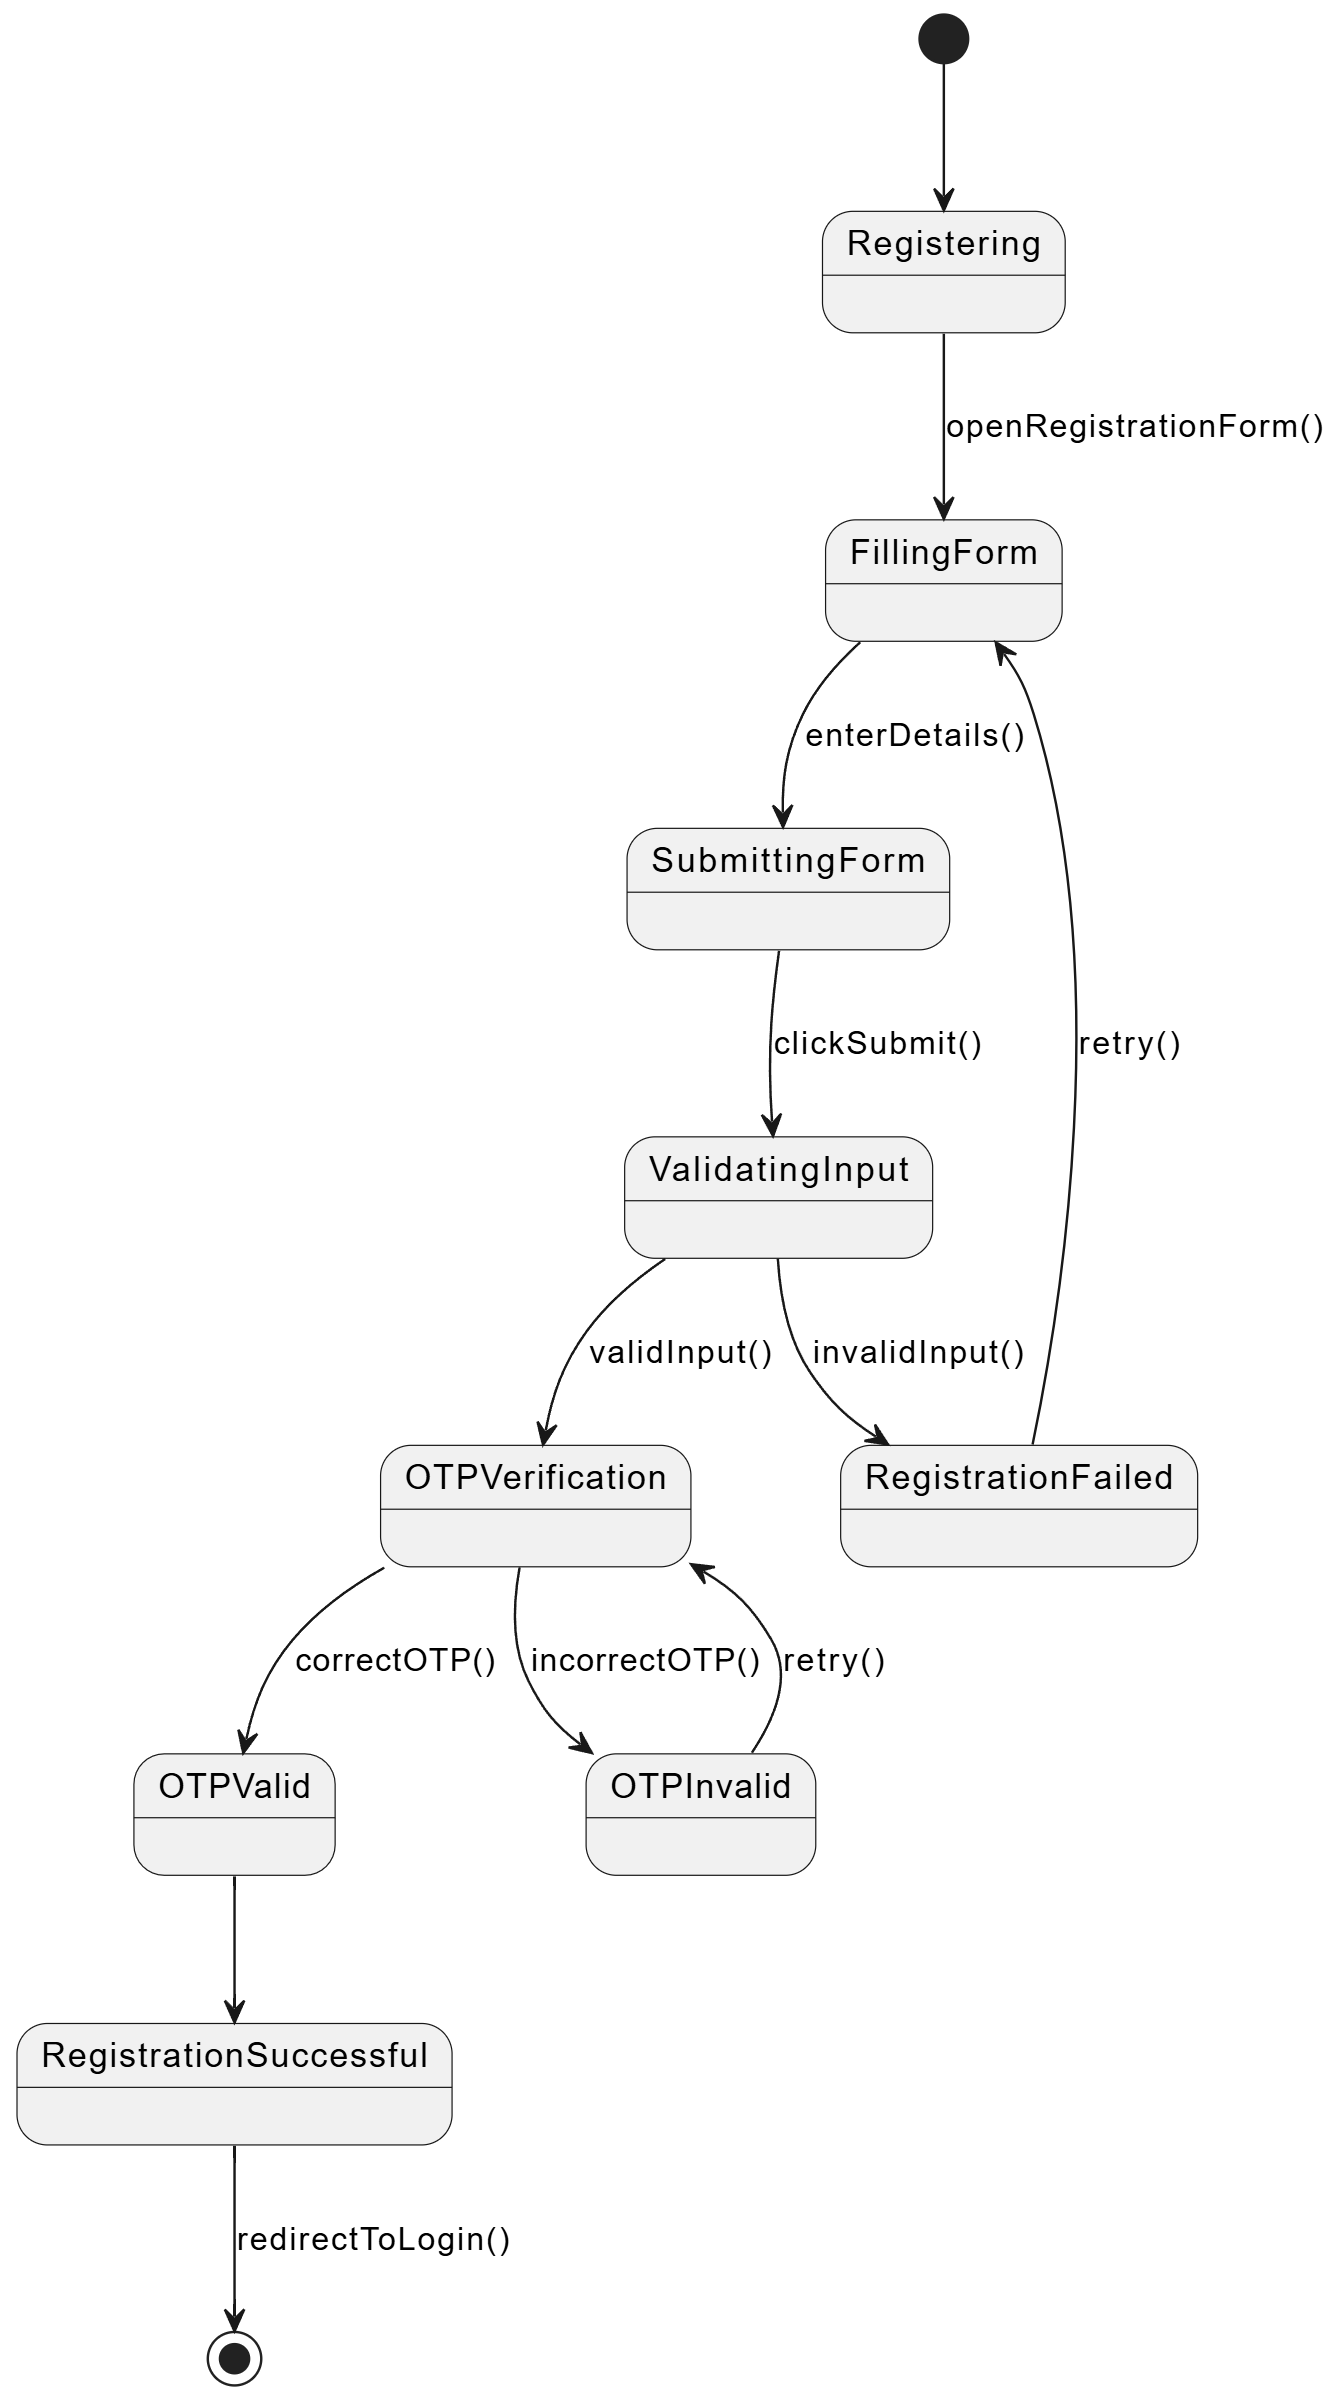 Registering
openRegistrationForm()
FillingForm
enterDetails()
SubmittingForm
clickSubmit()
retry()
ValidatingInput
validInput()
invalidInput()
OTPVerification
RegistrationFailed
correctOTP()
incorrectOTP()
retry()
OTPValid
OTPInvalid
RegistrationSuccessful
redirectToLogin()